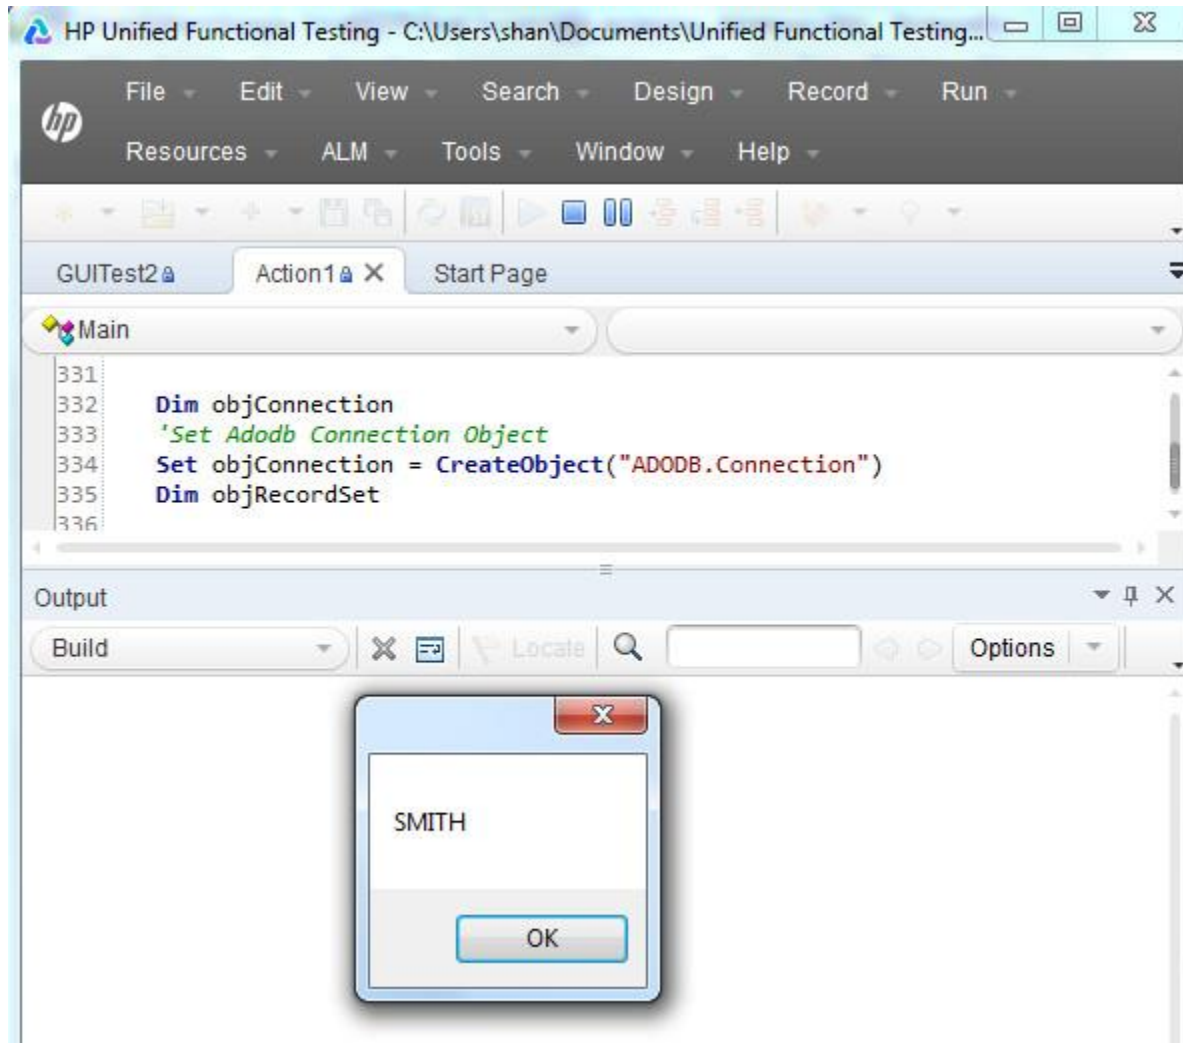 HP Unified Functional Testing - C:\Users\shan\Documents\Unified Functional Testing...
hp
File Edit View Search Design Record Run
Resources ALM Tools Window Help
GUITest2 Action1 Start Page
Main
331
332 Dim objConnection
333 'Set Adodb Connection Object
334 Set objConnection = CreateObject("ADODB.Connection")
335 Dim objRecordSet
336
Output
Build Locate Options
SMITH
OK